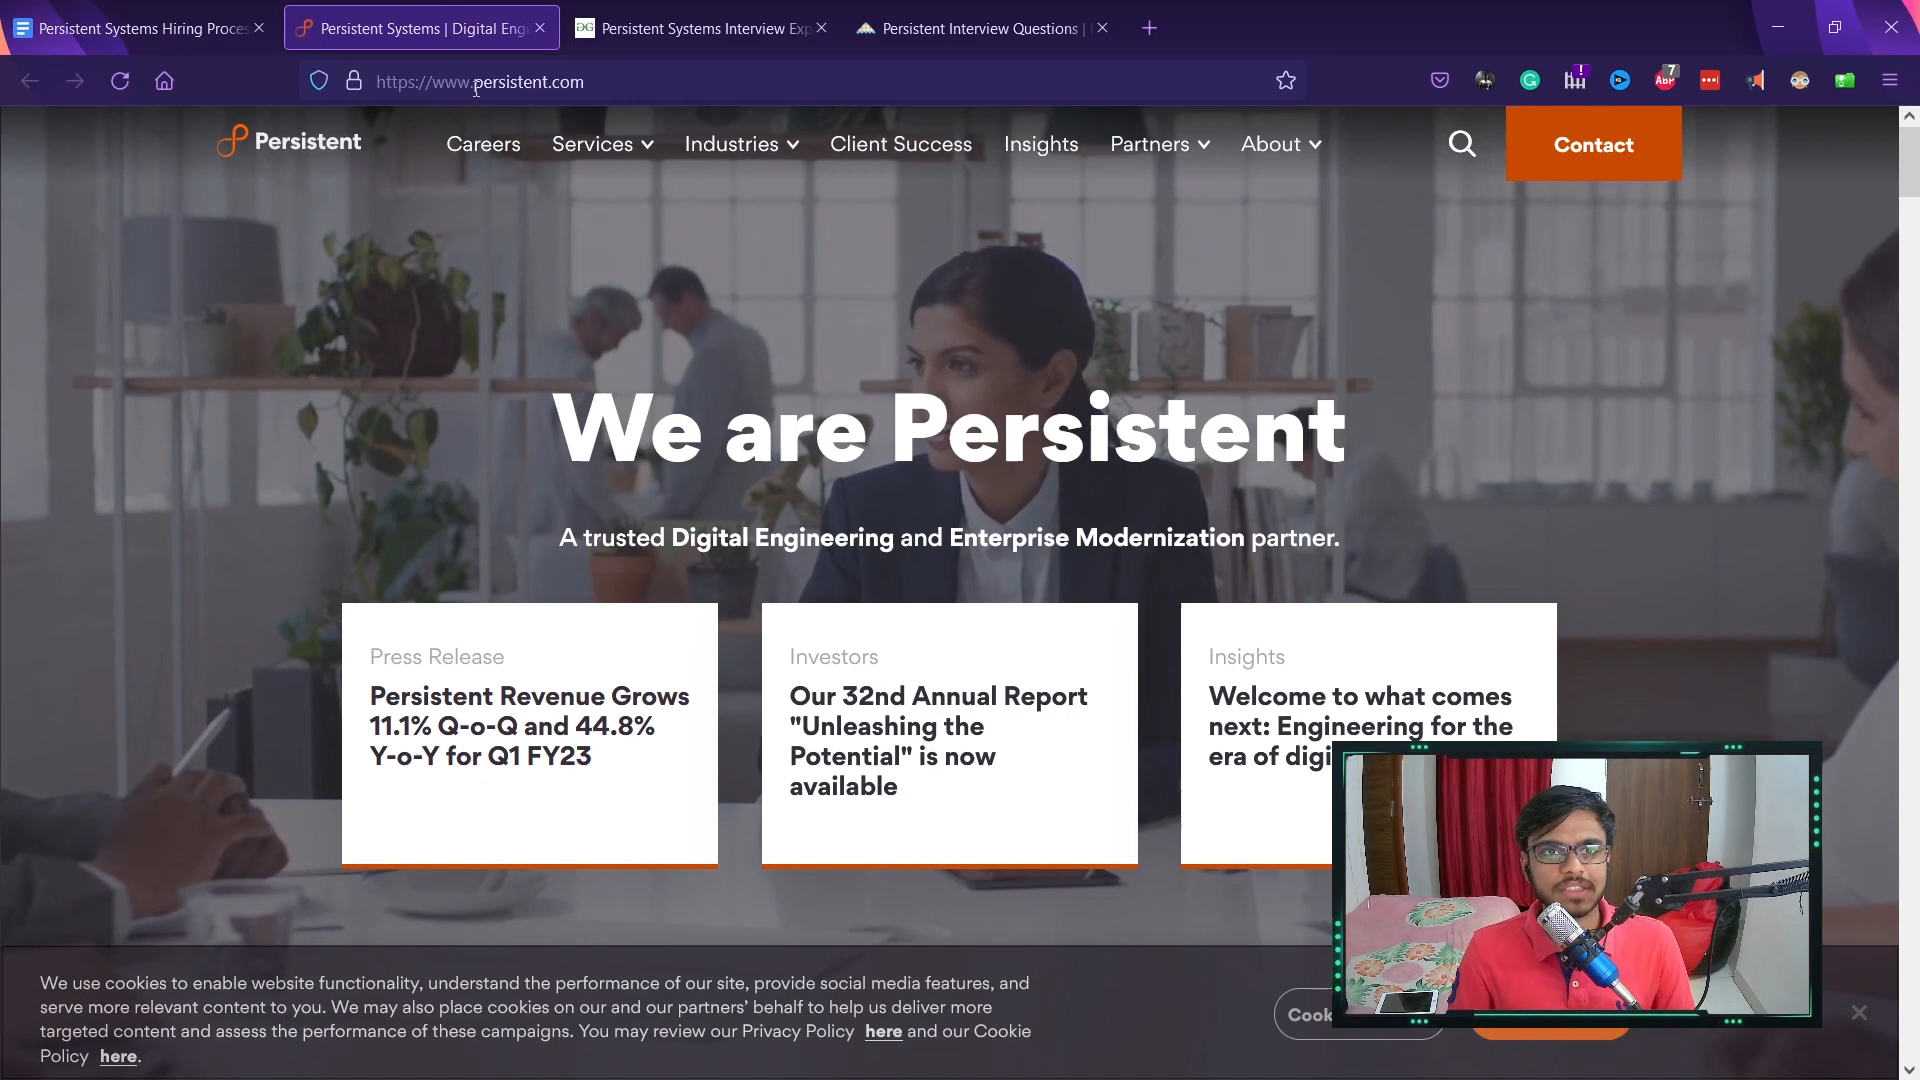 Persistent Systems Hiring Proces
Persistent Systems | Digital Engi
Persistent Systems Interview Exp
Persistent Interview Questions |
https://www.persistent.com
!
7
ABP
Persistent
Careers
Services
Industries
Client Success
Insights
Partners
About
Contact
We are Persistent
A trusted Digital Engineering and Enterprise Modernization partner.
Press Release
Persistent Revenue Grows
11.1% Q-o-Q and 44.8%
Y-o-Y for Q1 FY23
Investors
Our 32nd Annual Report
"Unleashing the
Potential" is now
available
Insights
Welcome to what comes
next: Engineering for the
era of digi
We use cookies to enable website functionality, understand the performance of our site, provide social media features, and
serve more relevant content to you. We may also place cookies on our and our partners’ behalf to help us deliver more
targeted content and assess the performance of these campaigns. You may review our Privacy Policy here and our Cookie
Policy here.
Cook